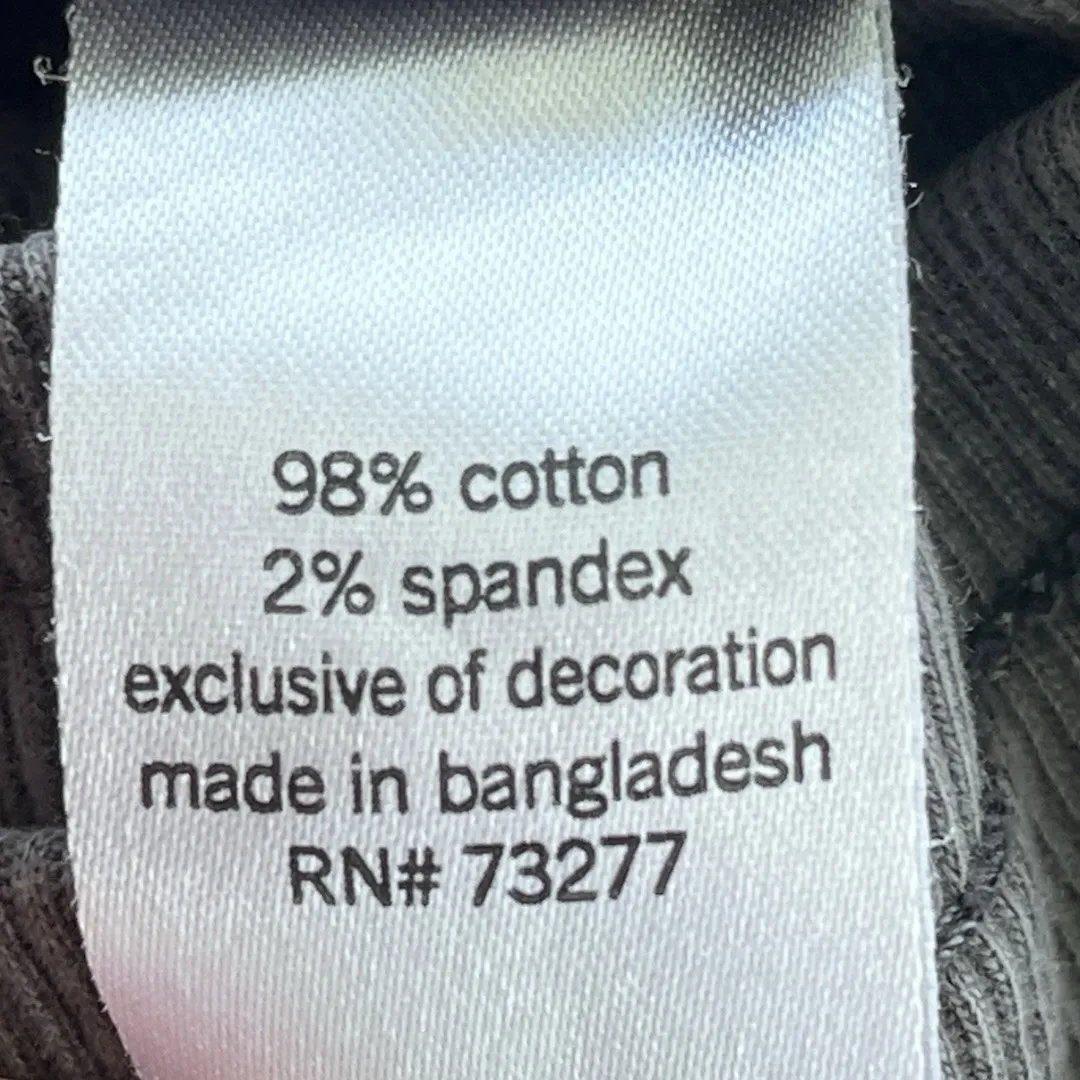 98% cotton
2% spandex
exclusive of decoration
made in bangladesh
RN# 73277